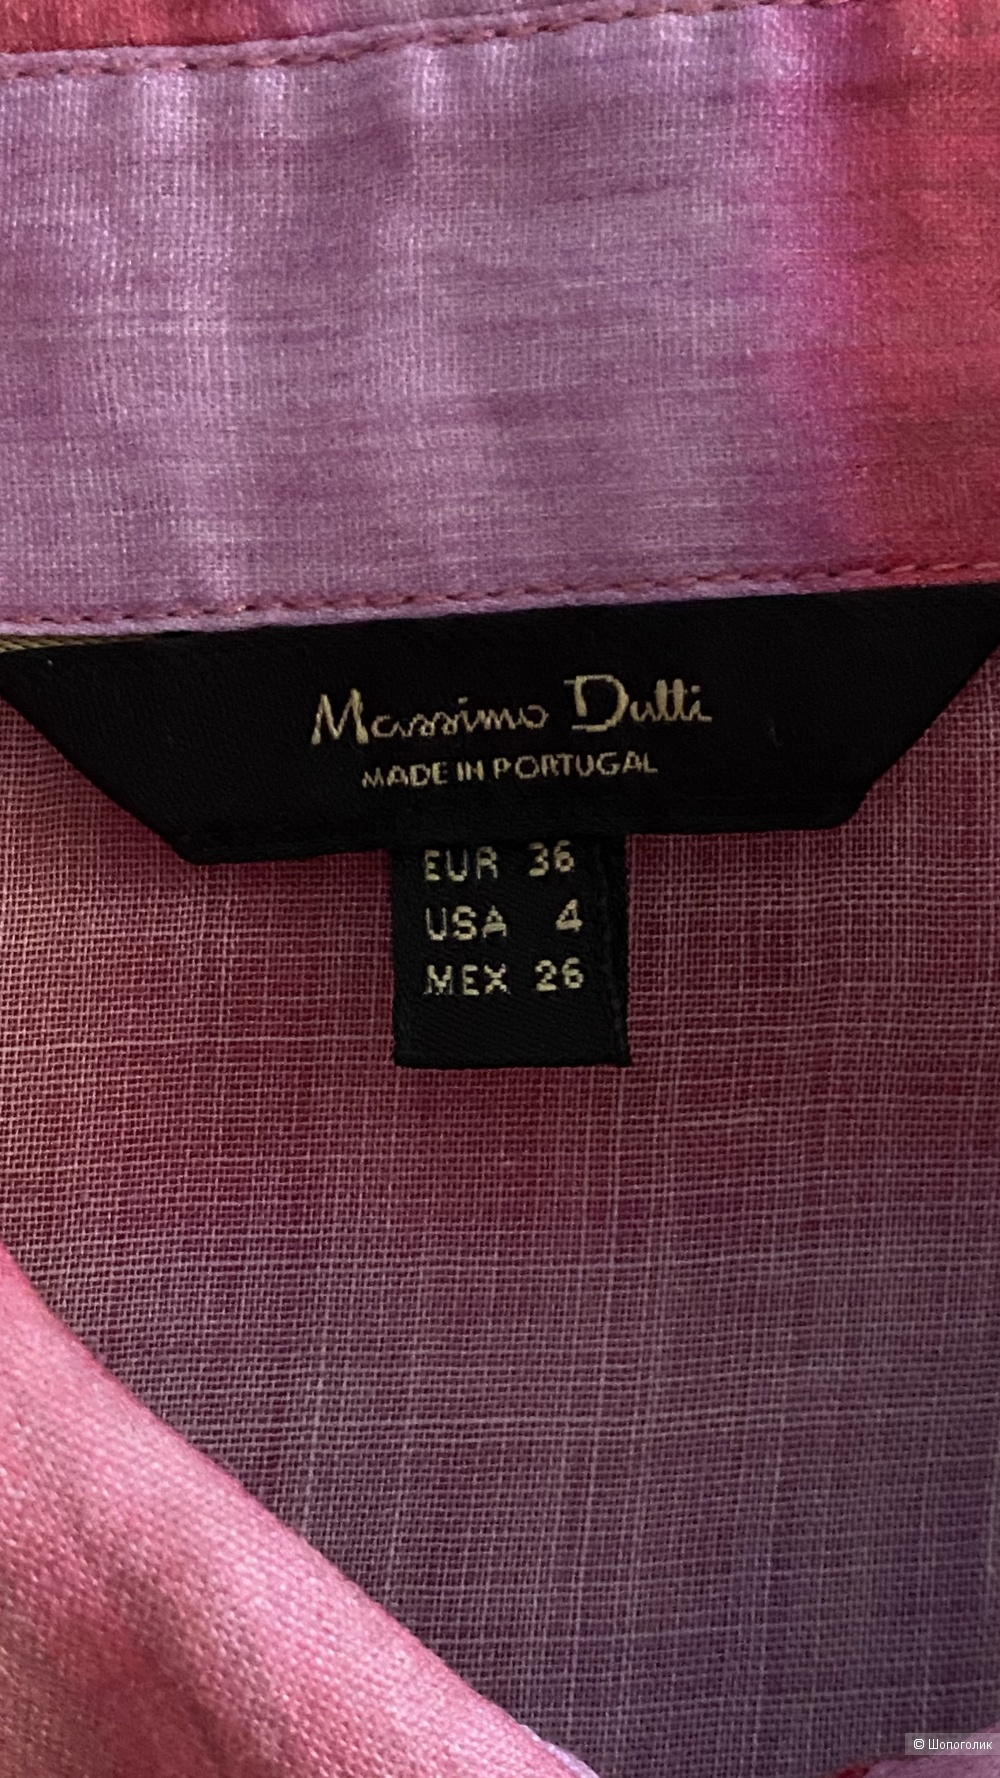 Massimo Dutti
MADE IN PORTUGAL
EUR 36
USA 4
MEX 26
© Шопоголик